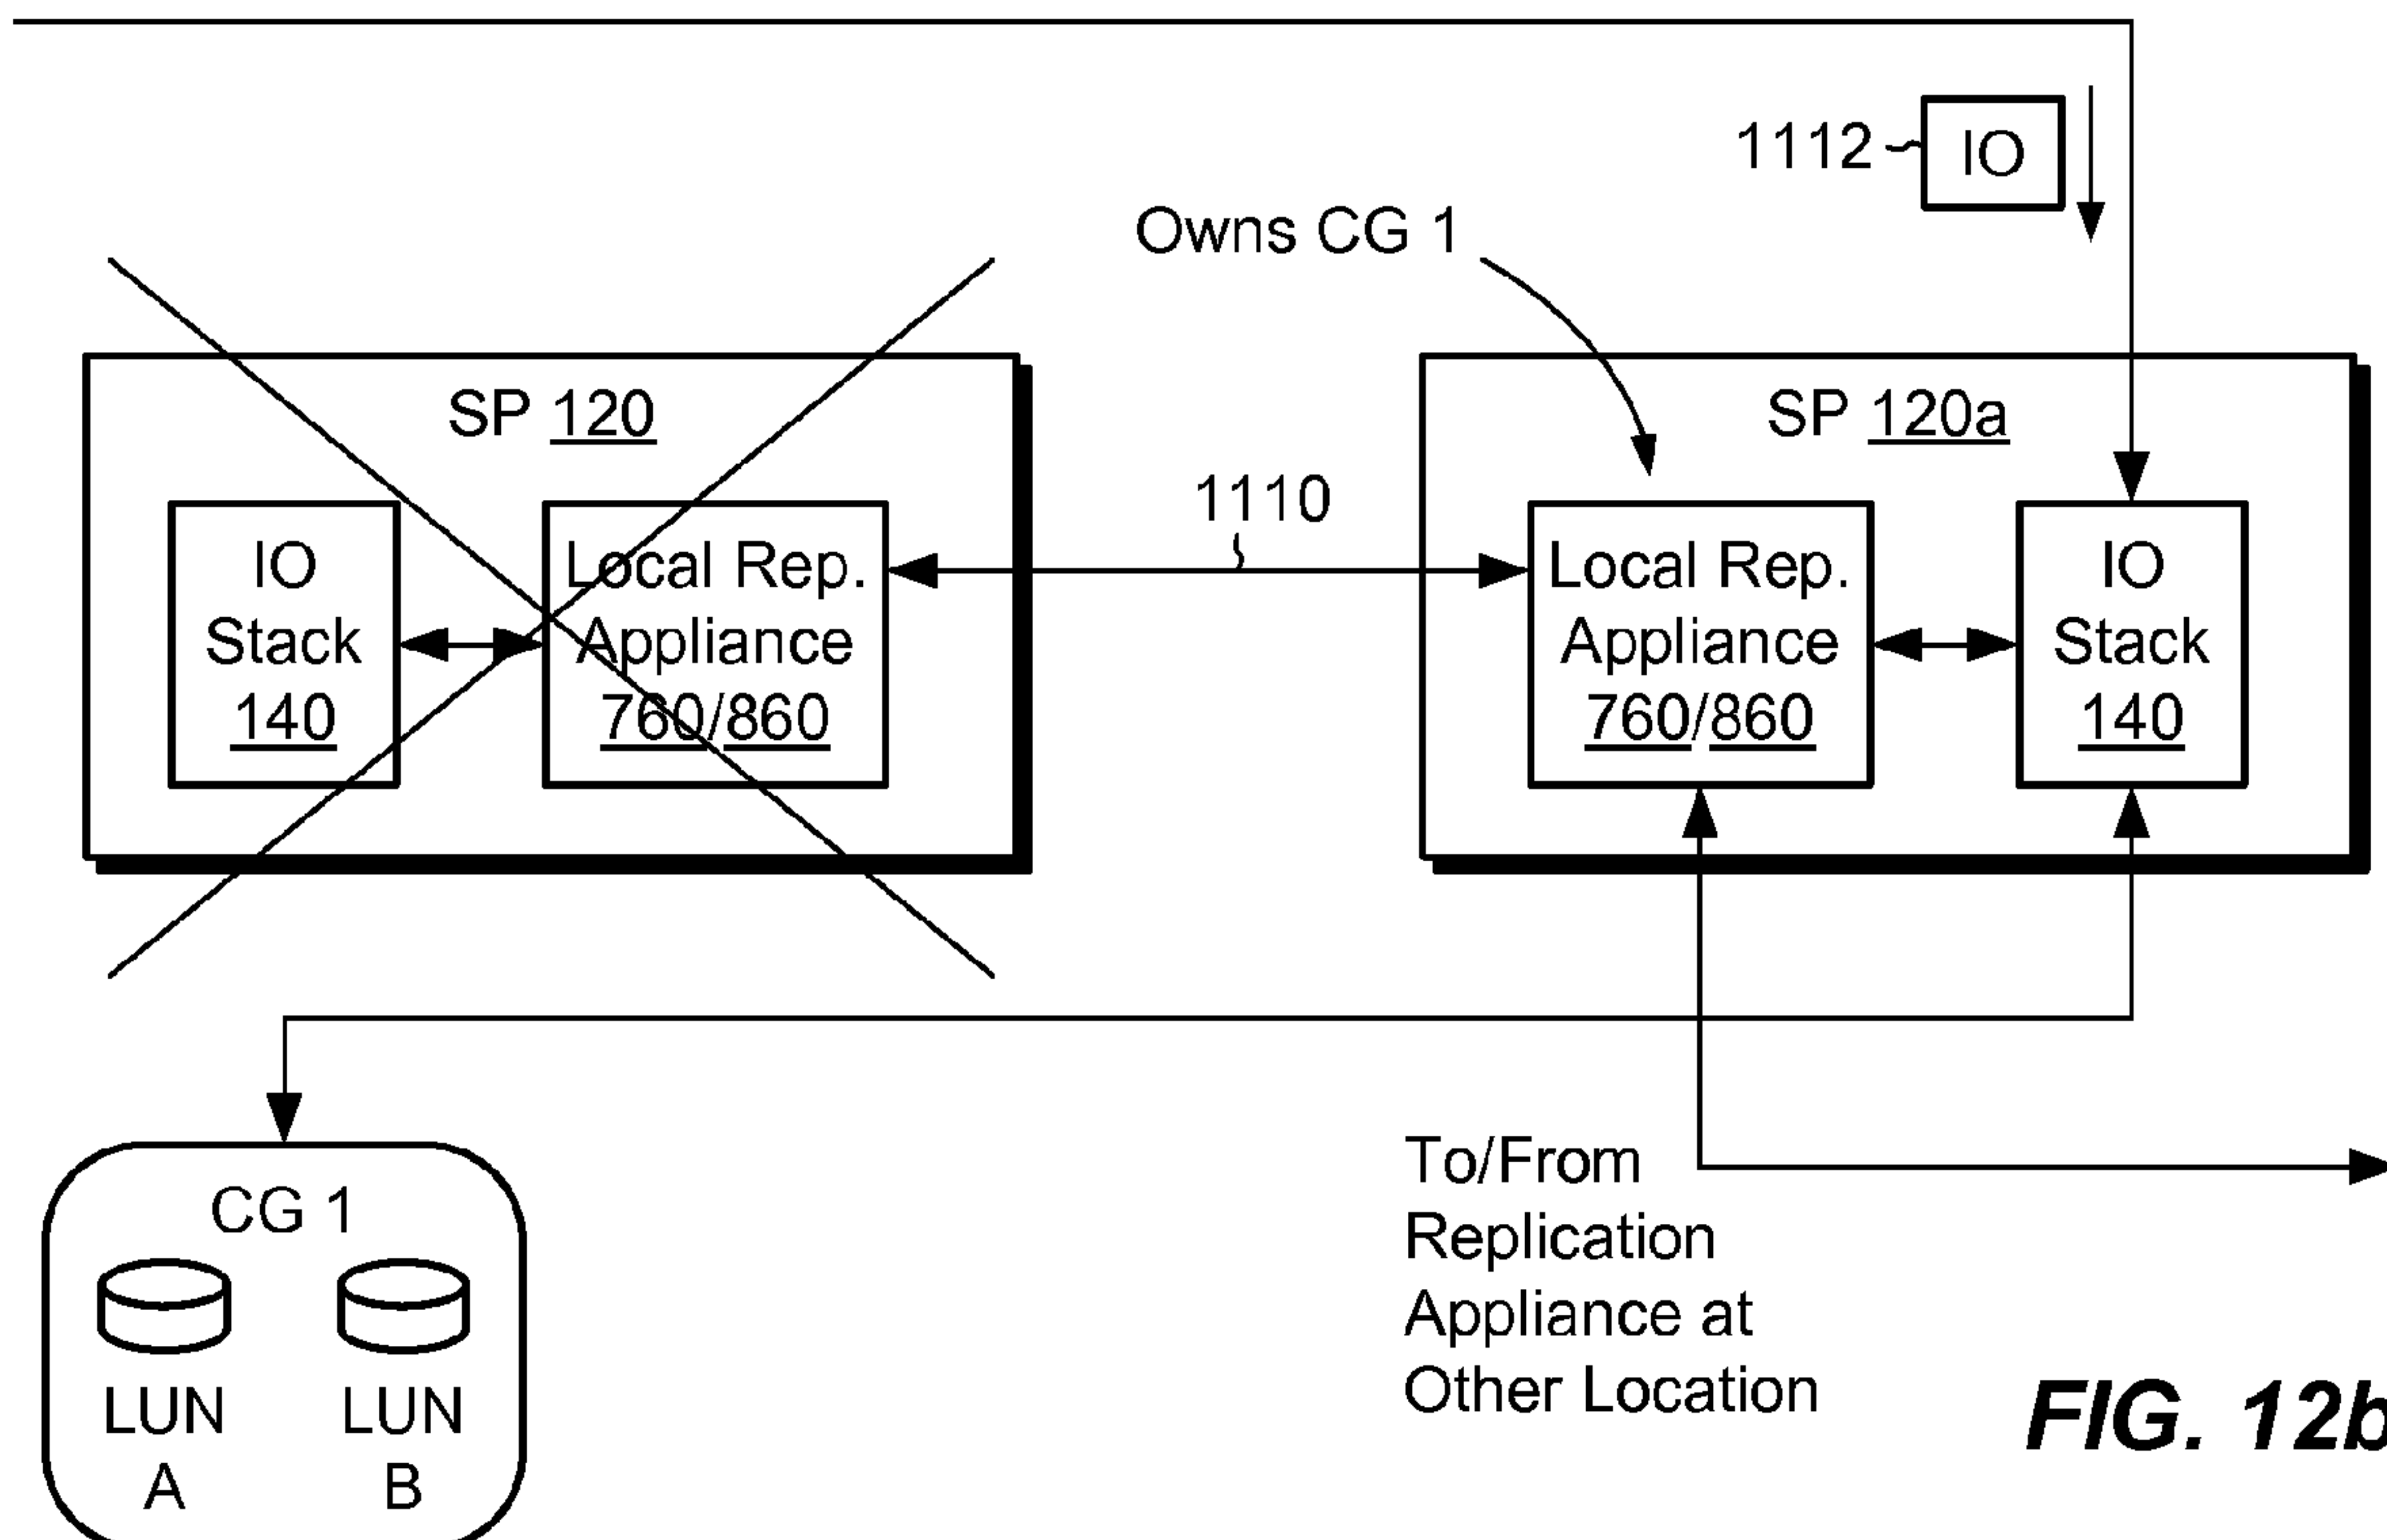 1112
IO
Owns CG 1
SP 120
SP 120a
1110
IO
Stack
140
Local Rep.
Appliance
760/860
Local Rep.
Appliance
760/860
IO
Stack
140
CG 1
LUN
A
LUN
B
To/From
Replication
Appliance at
Other Location
FIG. 12b